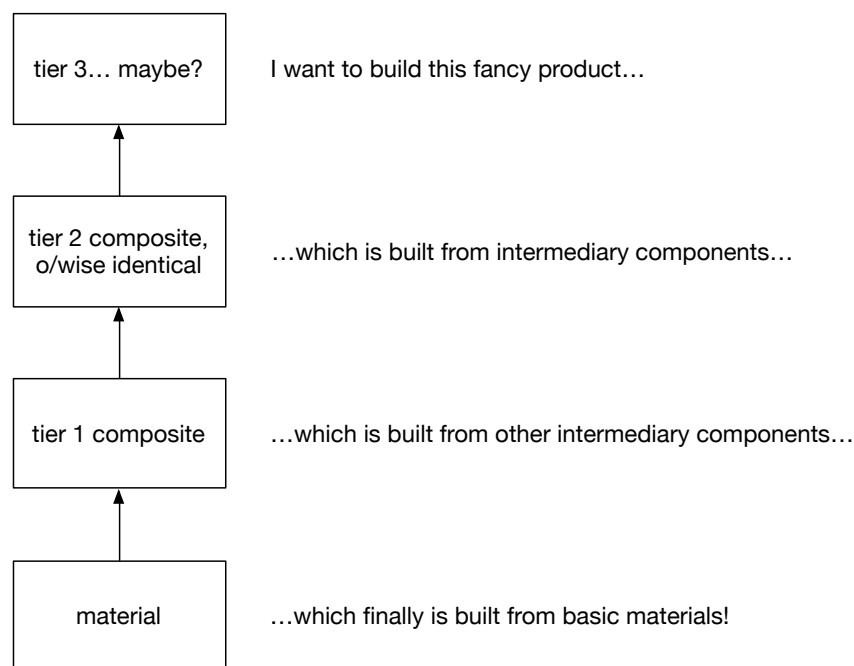 tier 3… maybe?
I want to build this fancy product…
tier 2 composite,
o/wise identical
…which is built from intermediary components…
tier 1 composite
…which is built from other intermediary components…
material
…which finally is built from basic materials!